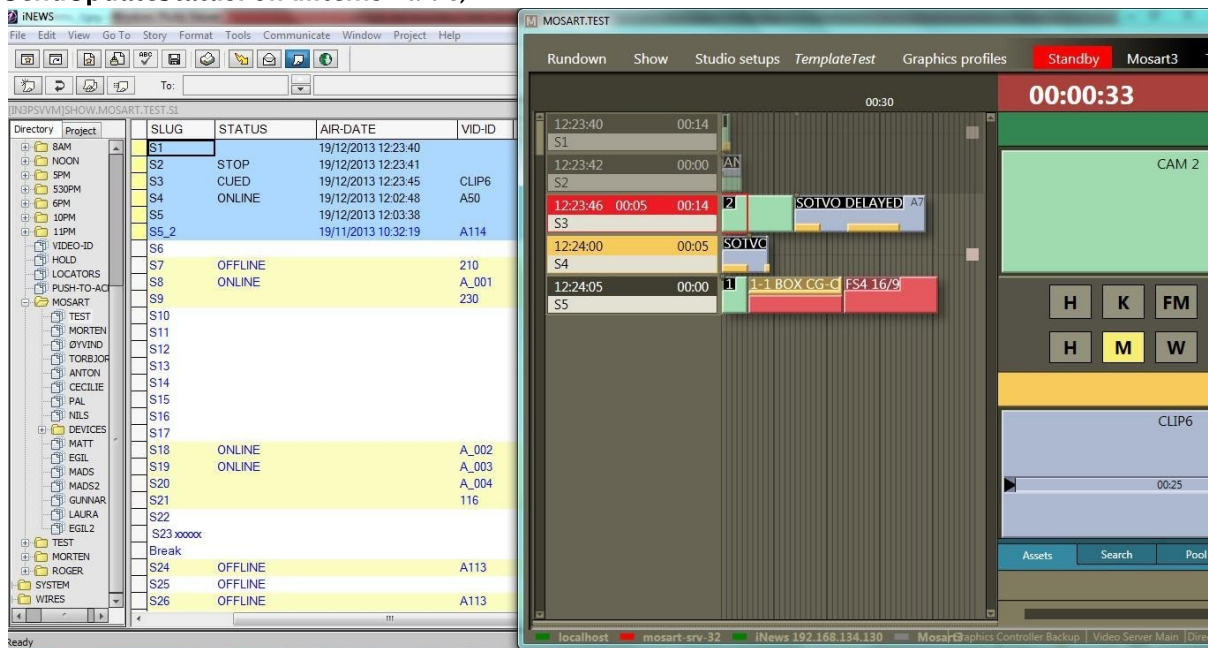 iNEWS
File Edit View Go To Story Format Tools Communicate Window Project Help
To:
[IN3PSVVM]SHOW.MOSART.TEST.S1
Directory Project
SLUG STATUS AIR-DATE VID-ID
8AM
NOON
5PM
530PM
6PM
10PM
11PM
VIDEO-ID
HOLD
LOCATORS
PUSH-TO-ACI
MOSART
TEST
MORTEN
ØYVIND
TORBJOR
ANTON
CECILIE
PAL
NILS
DEVICES
MATT
EGIL
MADS
MADS2
GUNNAR
LAURA
EGIL2
TEST
MORTEN
ROGER
SYSTEM
WIRES
S1 19/12/2013 12:23:40
S2 STOP 19/12/2013 12:23:41
S3 CUED 19/12/2013 12:23:45 CLIP6
S4 ONLINE 19/12/2013 12:02:48 A50
S5 19/12/2013 12:03:38
S5_2 19/11/2013 10:32:19 A114
S6
S7 OFFLINE 210
S8 ONLINE A_001
S9 230
S10
S11
S12
S13
S14
S15
S16
S17
S18 ONLINE A_002
S19 ONLINE A_003
S20 A_004
S21 116
S22
S23 xxxxx
Break
S24 OFFLINE A113
S25 OFFLINE
S26 OFFLINE A113
Ready
MOSART.TEST
Rundown Show Studio setups TemplateTest Graphics profiles Standby Mosart3
00:30
00:00:33
12:23:40 00:14 1
S1
12:23:42 00:00 AN
S2
12:23:46 00:05 00:14 2 SOTVO DELAYED A7
S3
12:24:00 00:05 SOTVO
S4
12:24:05 00:00 1 1-1 BOX CG-C FS4 16/9
S5
CAM 2
H K FM
H M W
CLIP6
00:25
Assets Search Pool
localhost mosart-srv-32 iNews 192.168.134.130 Graphics Controller Backup Video Server Main